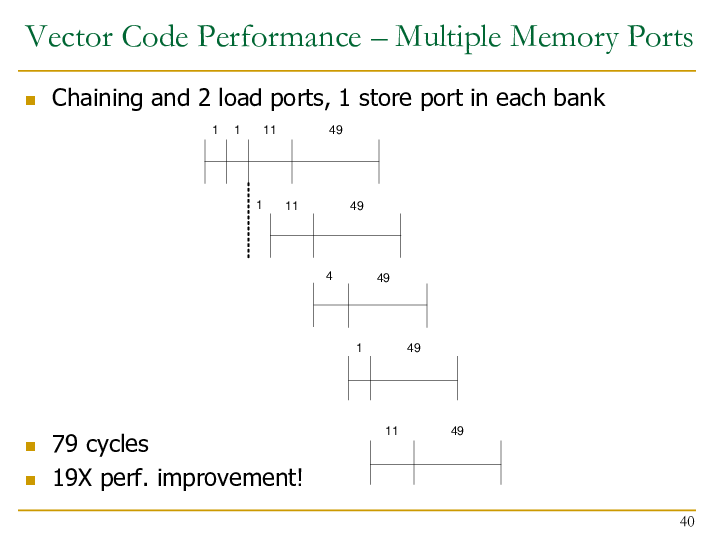 Vector Code Performance – Multiple Memory Ports
Chaining and 2 load ports, 1 store port in each bank
1 1 11 49
1 11 49
4 49
1 49
11 49
79 cycles
19X perf. improvement!
40